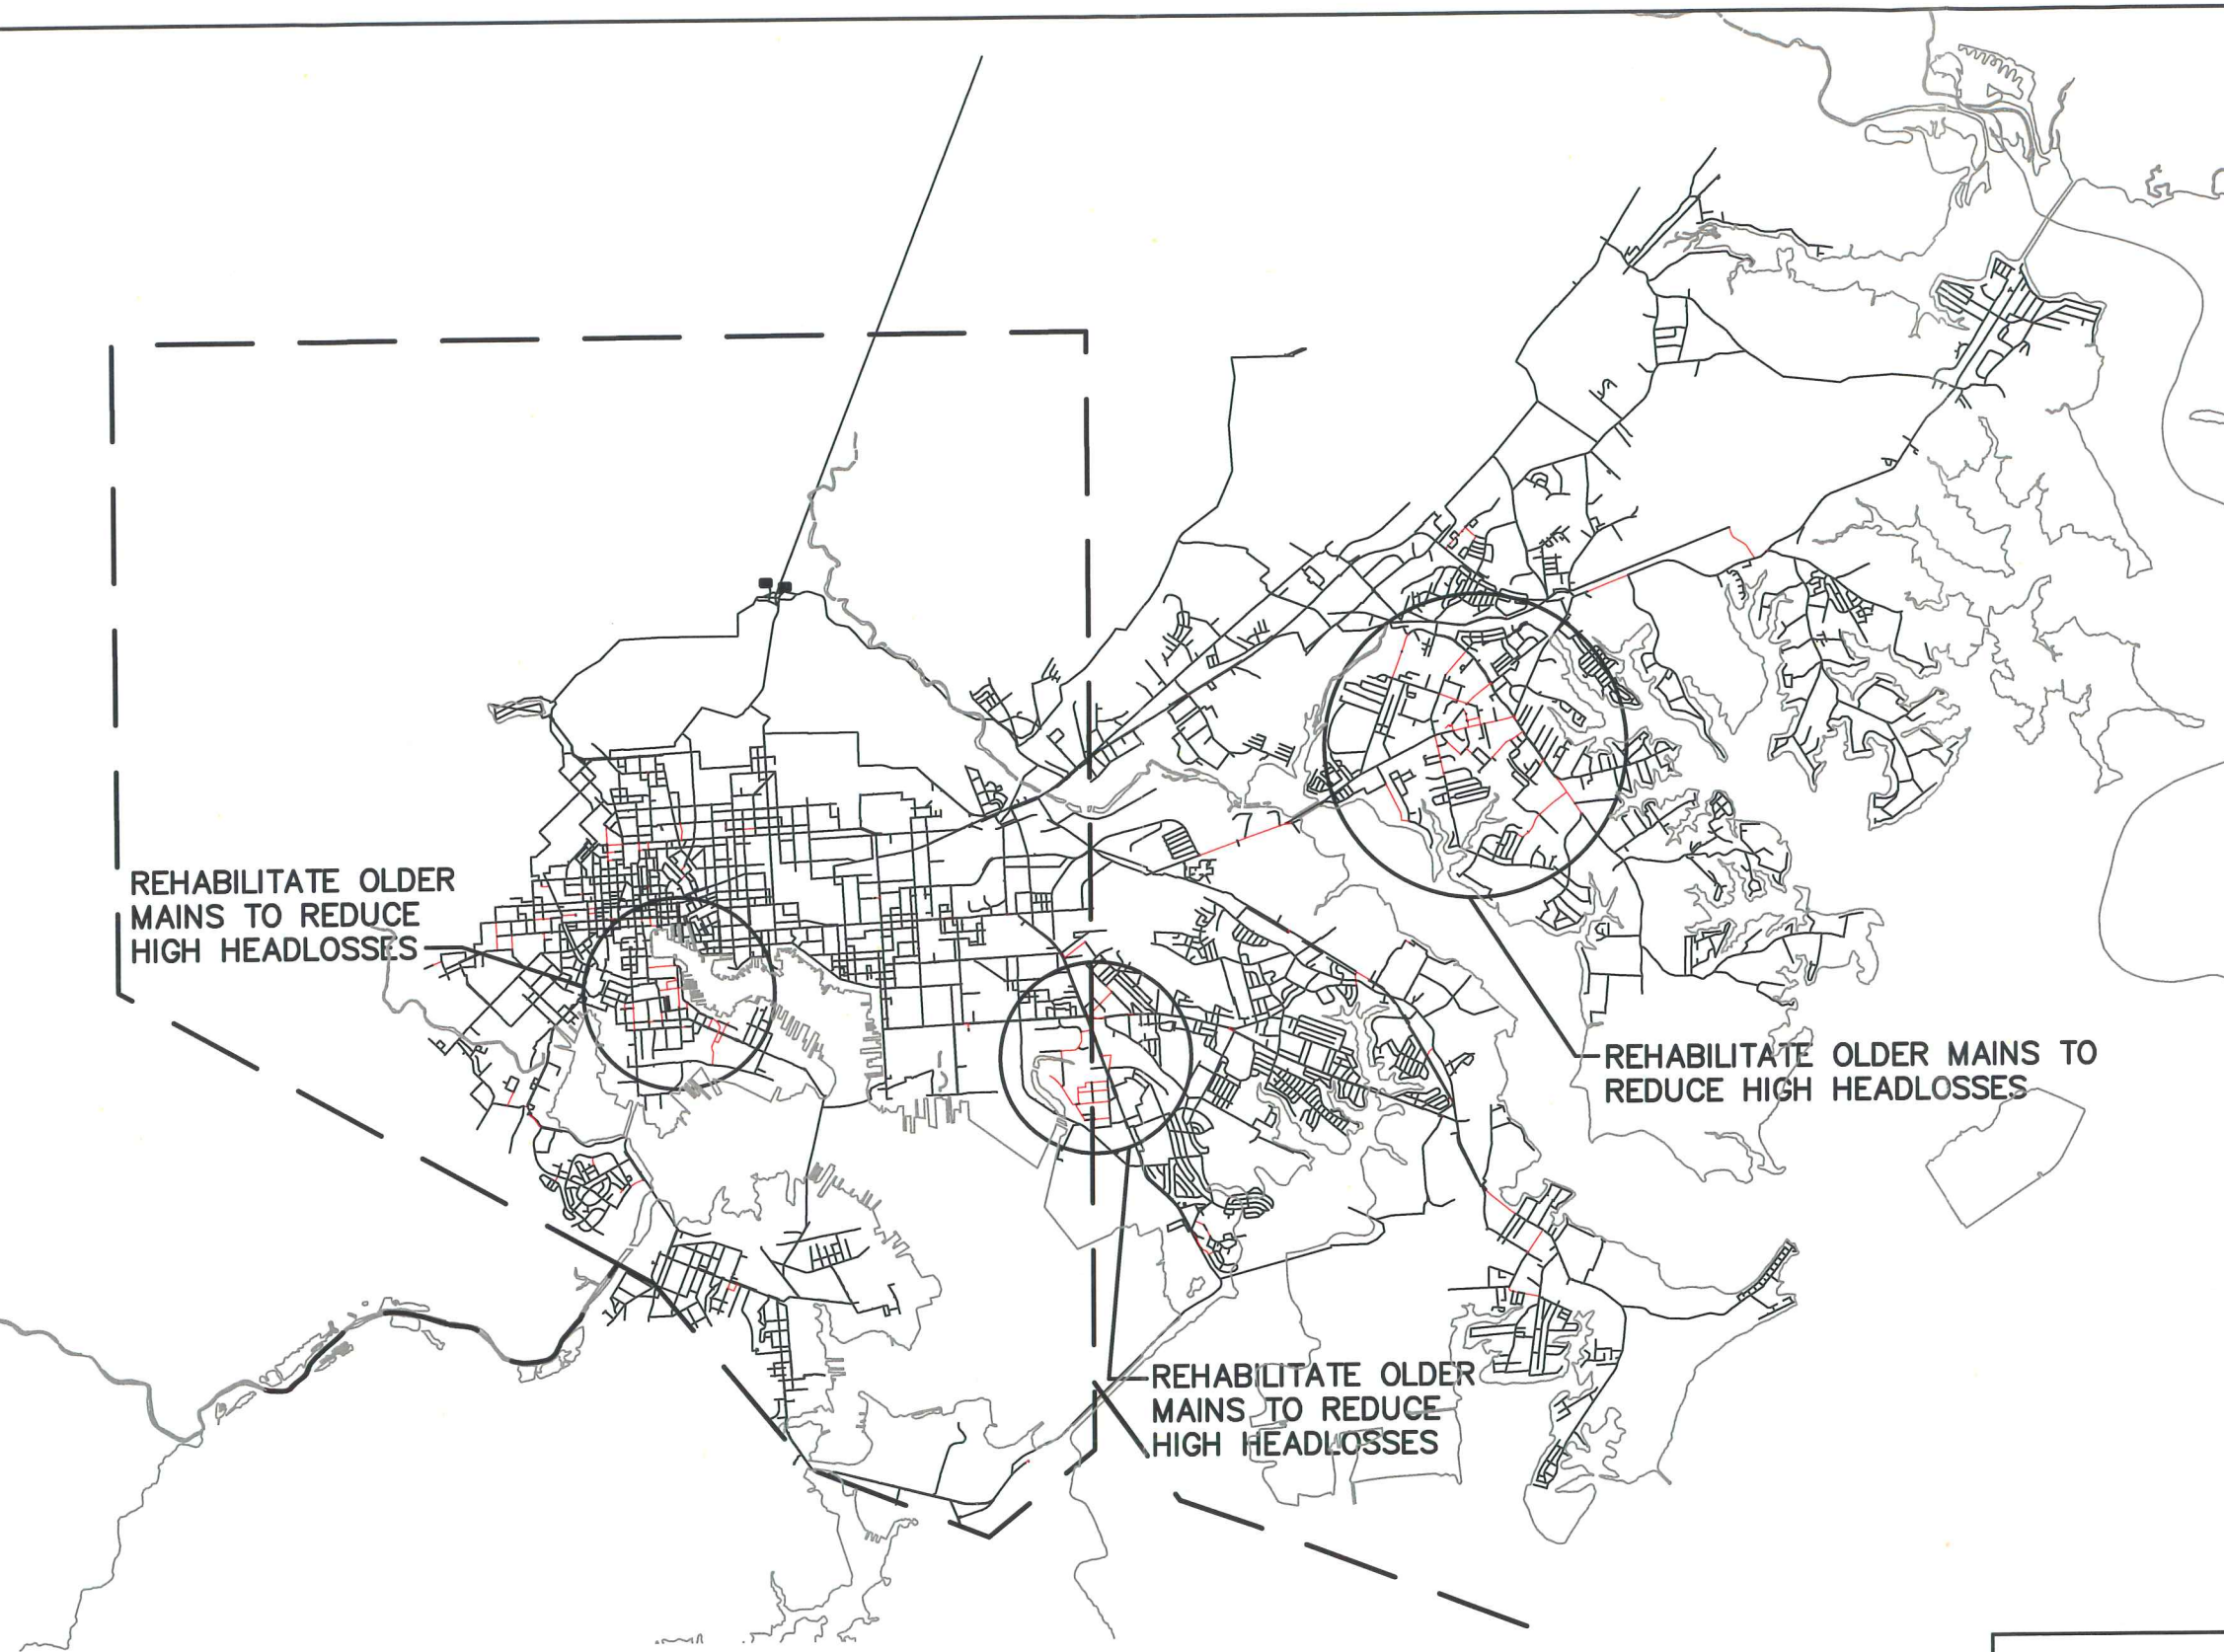 REHABILITATE OLDER
MAINS TO REDUCE
HIGH HEADLOSSES
REHABILITATE OLDER MAINS TO
REDUCE HIGH HEADLOSSES
REHABILITATE OLDER
MAINS TO REDUCE
HIGH HEADLOSSES